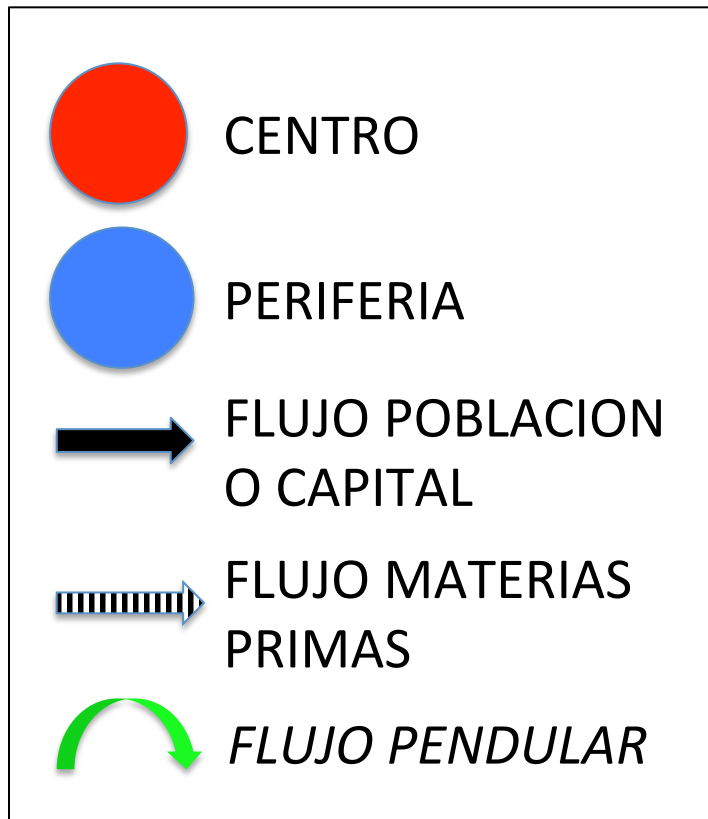 CENTRO
PERIFERIA
FLUJO POBLACION
O CAPITAL
FLUJO MATERIAS
PRIMAS
FLUJO PENDULAR